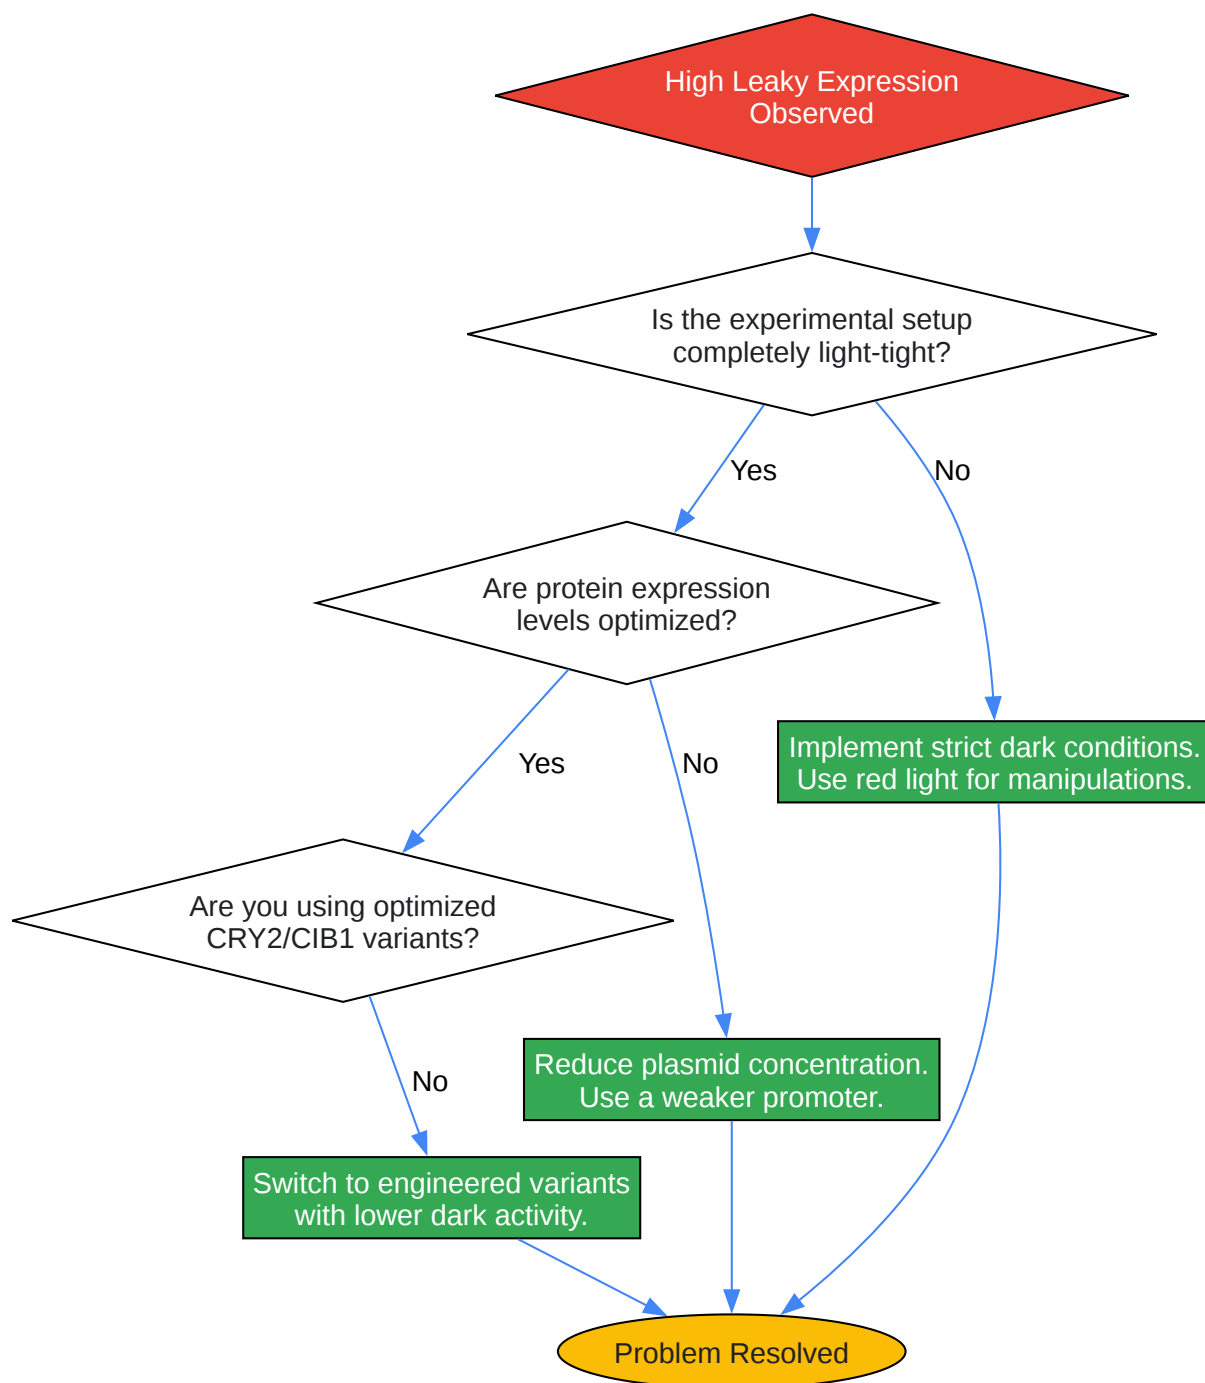 High Leaky Expression
Observed
Is the experimental setup
completely light-tight?
Yes
No
Are protein expression
levels optimized?
Implement strict dark conditions.
Use red light for manipulations.
Yes
No
Are you using optimized
CRY2/CIB1 variants?
No
Reduce plasmid concentration.
Use a weaker promoter.
Switch to engineered variants
with lower dark activity.
Problem Resolved